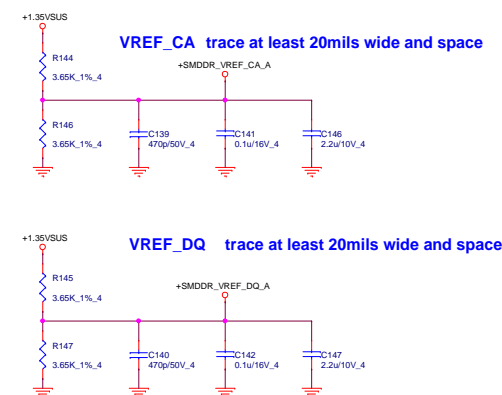 +1.35VSUS
VREF_CA trace at least 20mils wide and space
R144
3.65K_1%_4
+SMDDR_VREF_CA_A
R146
3.65K_1%_4
C139
470p/50V_4
C141
0.1u/16V_4
C146
2.2u/10V_4
+1.35VSUS
VREF_DQ trace at least 20mils wide and space
R145
3.65K_1%_4
+SMDDR_VREF_DQ_A
R147
3.65K_1%_4
C140
470p/50V_4
C142
0.1u/16V_4
C147
2.2u/10V_4